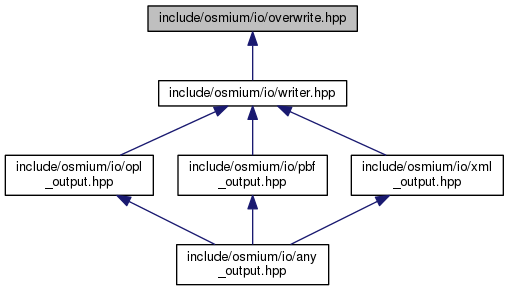 include/osmium/io/overwrite.hpp
include/osmium/io/writer.hpp
include/osmium/io/opl
_output.hpp
include/osmium/io/pbf
_output.hpp
include/osmium/io/xml
_output.hpp
include/osmium/io/any
_output.hpp